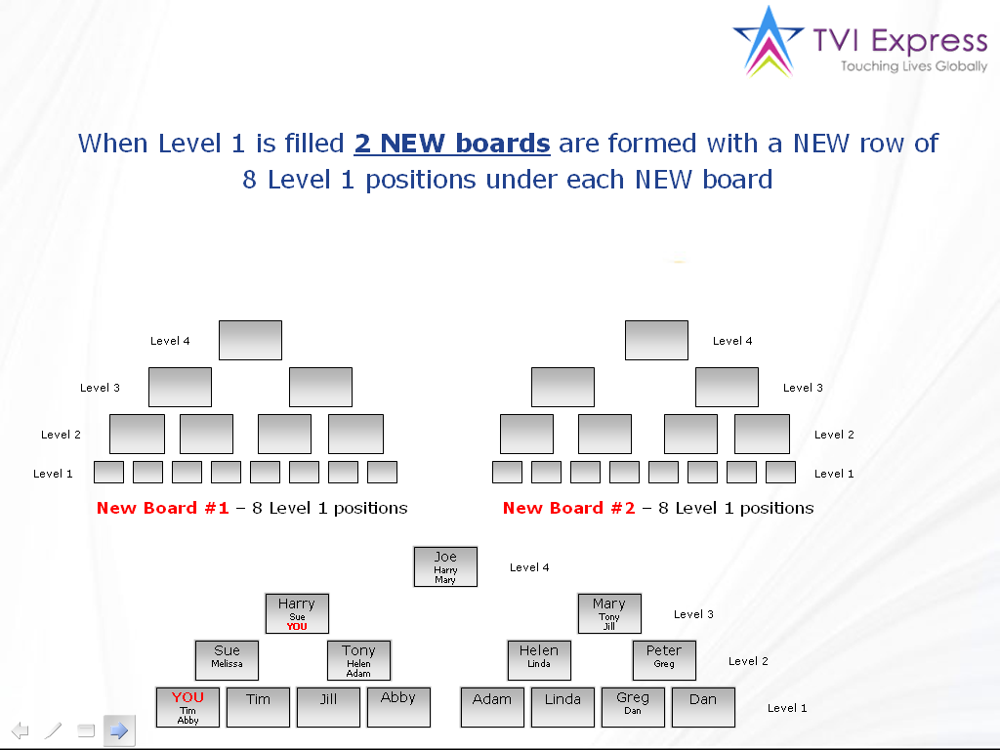 TVI Express
Touching Lives Globally
When Level 1 is filled 2 NEW boards are formed with a NEW row of
8 Level 1 positions under each NEW board
Level 4
Level 4
Level 3
Level 3
Level 2
Level 2
Level 1
Level 1
New Board #1 – 8 Level 1 positions
New Board #2 – 8 Level 1 positions
Joe
Harry
Mary
Level 4
Harry
Sue
YOU
Mary
Tony
Jill
Level 3
Sue
Melissa
Tony
Helen
Adam
Helen
Linda
Peter
Greg
Level 2
YOU
Tim
Abby
Tim
Jill
Abby
Adam
Linda
Greg
Dan
Dan
Level 1